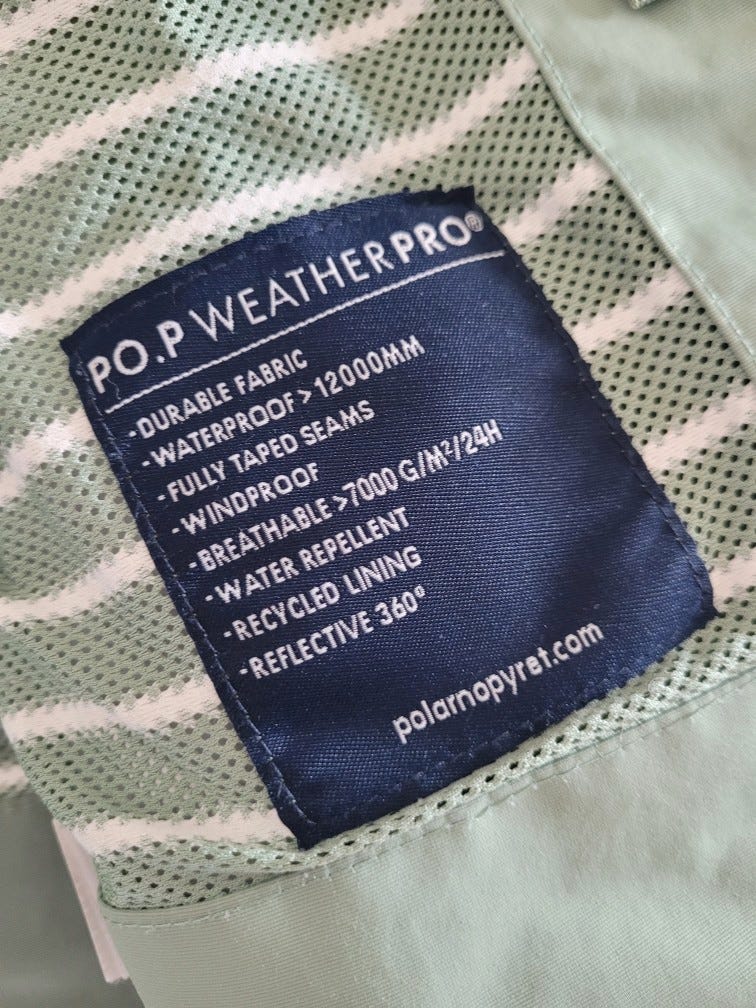 PO.P WEATHERPRO®
-DURABLE FABRIC
-WATERPROOF >12000MM
-FULLY TAPED SEAMS
-WINDPROOF
-BREATHABLE >7000 G/M²/24H
-WATER REPELLENT
-RECYCLED LINING
-REFLECTIVE 360°
polarnopyret.com